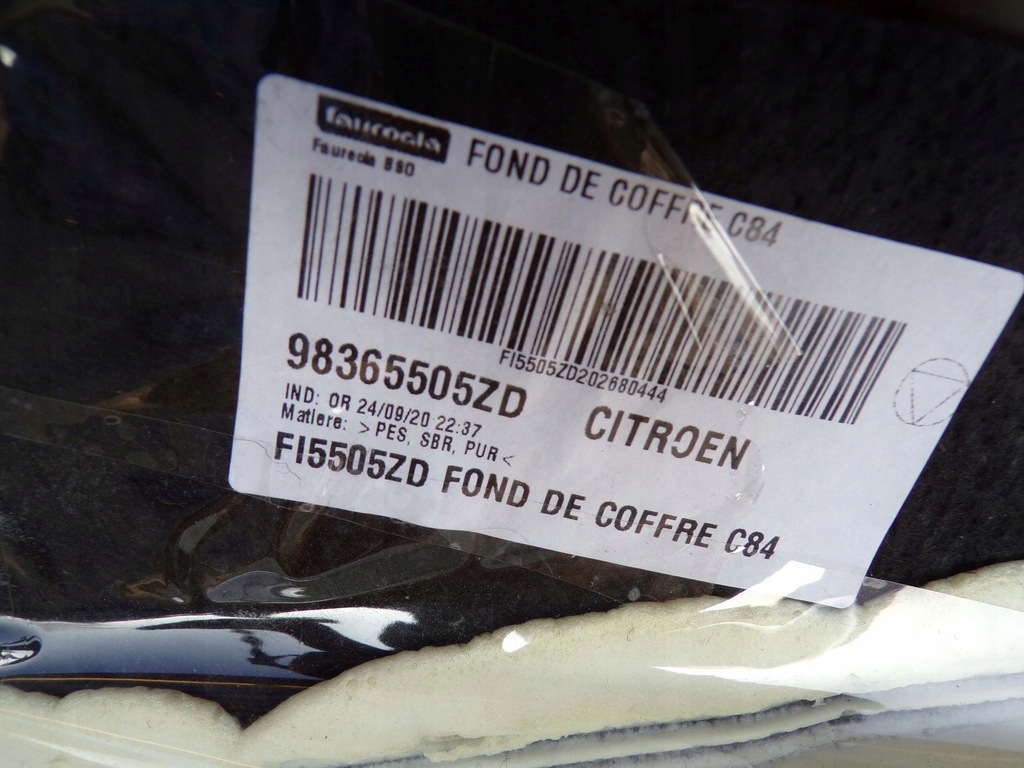 faurecia
Faurecia BSO
FOND DE COFFRE C84
FI5505ZD202680444
98365505ZD
CITROEN
IND: OR 24/09/20 22:37
Matiere: >PES, SBR, PUR<
FI5505ZD FOND DE COFFRE C84